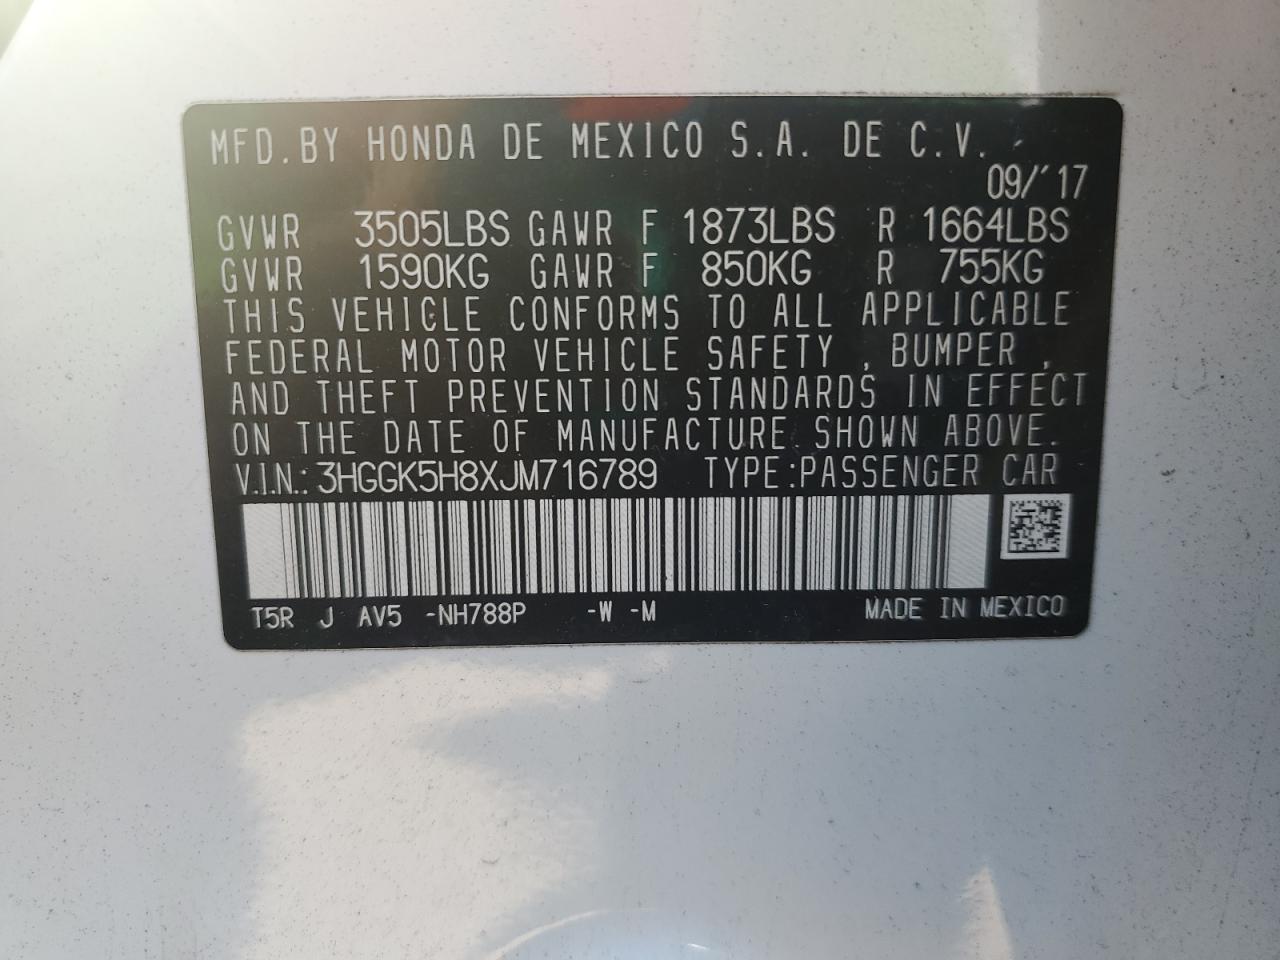 MFD.BY HONDA DE MEXICO S.A. DE C.V.
09/'17
GVWR 3505LBS GAWR F 1873LBS R 1664LBS
GVWR 1590KG GAWR F 850KG R 755KG
THIS VEHICLE CONFORMS TO ALL APPLICABLE
FEDERAL MOTOR VEHICLE SAFETY , BUMPER ,
AND THEFT PREVENTION STANDARDS IN EFFECT
ON THE DATE OF MANUFACTURE SHOWN ABOVE.
V.I.N.: 3HGGK5H8XJM716789 TYPE:PASSENGER CAR
T5R J AV5 -NH788P -W -M MADE IN MEXICO